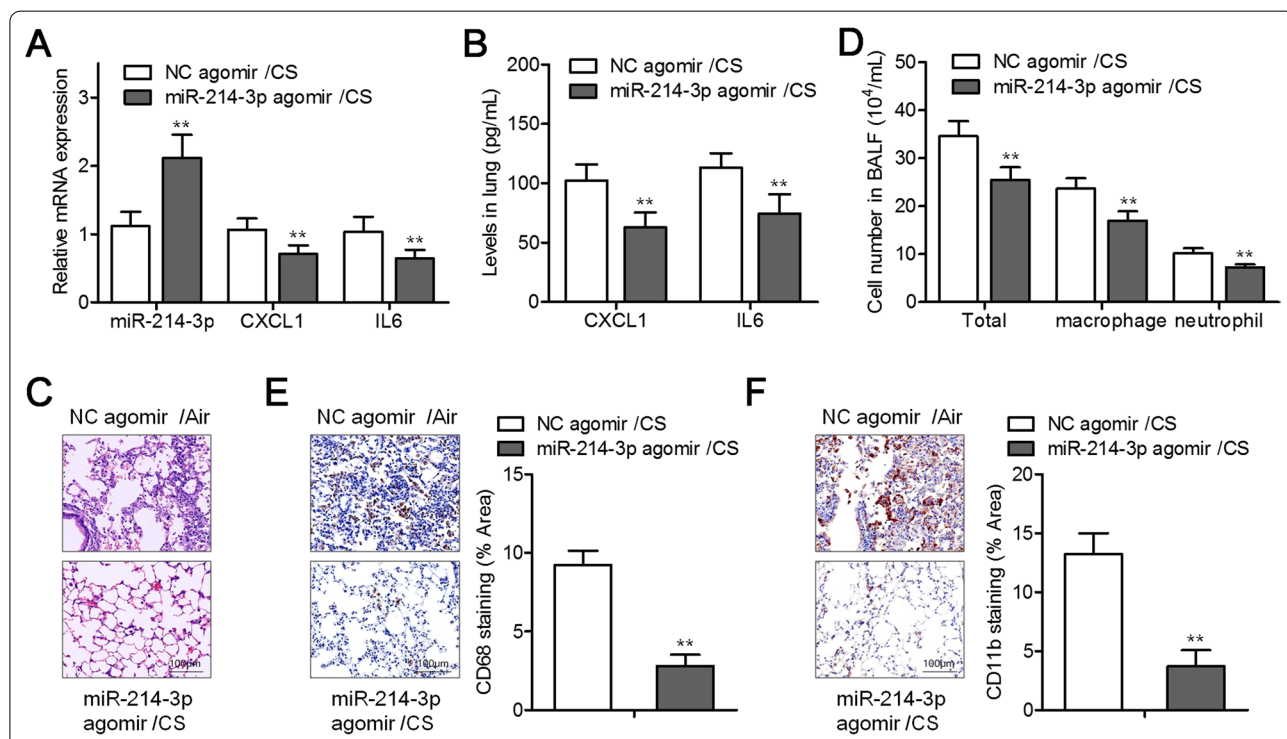 A
NC agomir /CS
miR-214-3p agomir /CS
Relative mRNA expression
3
2
1
0
miR-214-3p
CXCL1
IL6
**
**
**
B
NC agomir /CS
miR-214-3p agomir /CS
Levels in lung (pg/mL)
200
150
100
50
0
CXCL1
IL6
**
**
D
NC agomir /CS
miR-214-3p agomir /CS
Cell number in BALF (10⁴/mL)
50
40
30
20
10
0
Total
macrophage
neutrophil
**
**
**
C
NC agomir /Air
100μm
miR-214-3p
agomir /CS
E
NC agomir /Air
100μm
miR-214-3p
agomir /CS
NC agomir /CS
miR-214-3p agomir /CS
CD68 staining (% Area)
15
10
5
0
**
F
NC agomir /Air
100μm
miR-214-3p
agomir /CS
NC agomir /CS
miR-214-3p agomir /CS
CD11b staining (% Area)
20
15
10
5
0
**